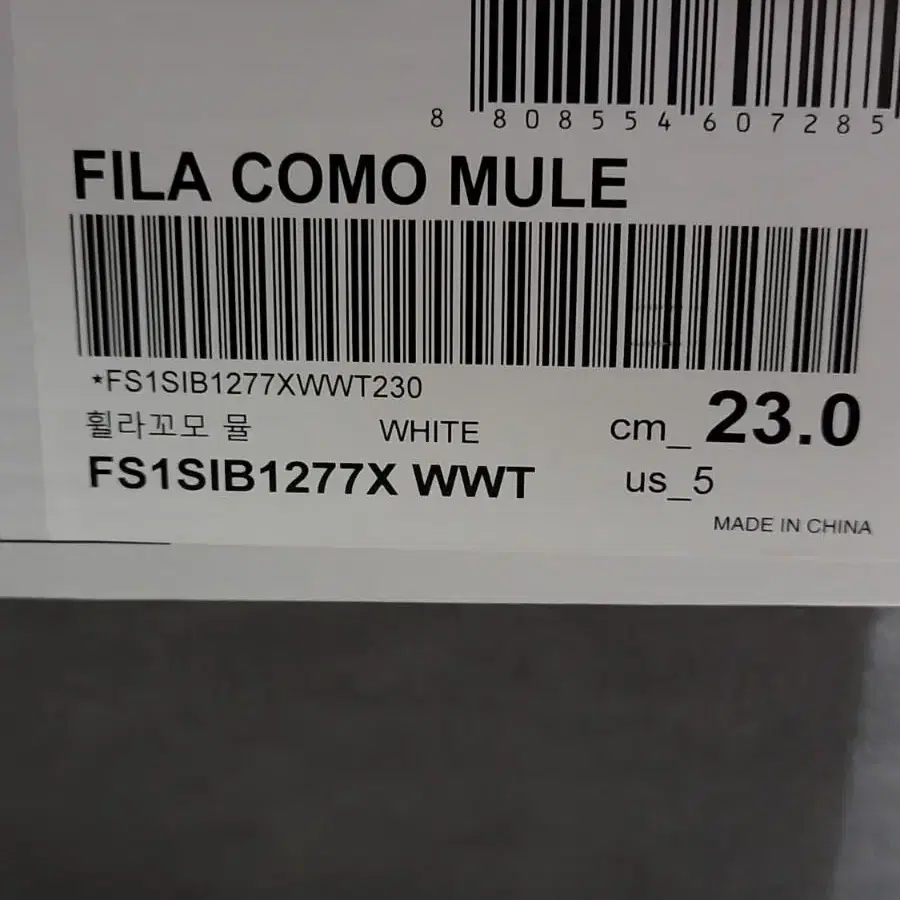 8 808554 607285
FILA COMO MULE
*FS1SIB1277XWWT230
휠라꼬모 뮬 WHITE cm_ 23.0
FS1SIB1277X WWT us_5
MADE IN CHINA